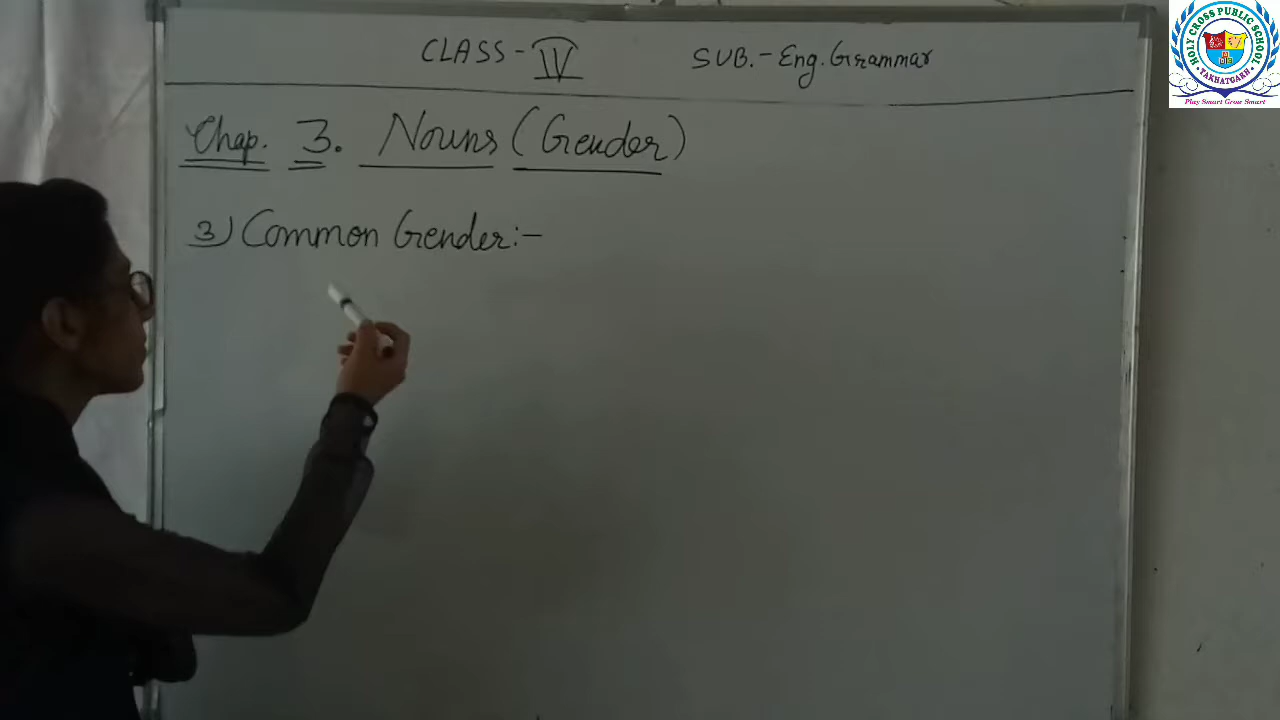 CLASS - IV SUB.- Eng. Grammar
Chap. 3. Nouns (Gender)
3) Common Gender:-
HOLY CROSS PUBLIC SCHOOL
TAKHATGARH
Play Smart Grow Smart